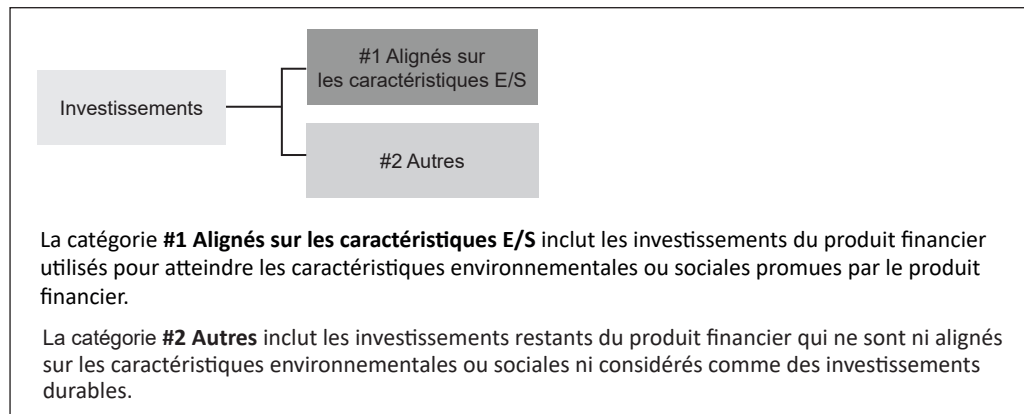 #1 Alignés sur
les caractéristiques E/S
Investissements
#2 Autres
La catégorie #1 Alignés sur les caractéristiques E/S inclut les investissements du produit financier
utilisés pour atteindre les caractéristiques environnementales ou sociales promues par le produit
financier.
La catégorie #2 Autres inclut les investissements restants du produit financier qui ne sont ni alignés
sur les caractéristiques environnementales ou sociales ni considérés comme des investissements
durables.